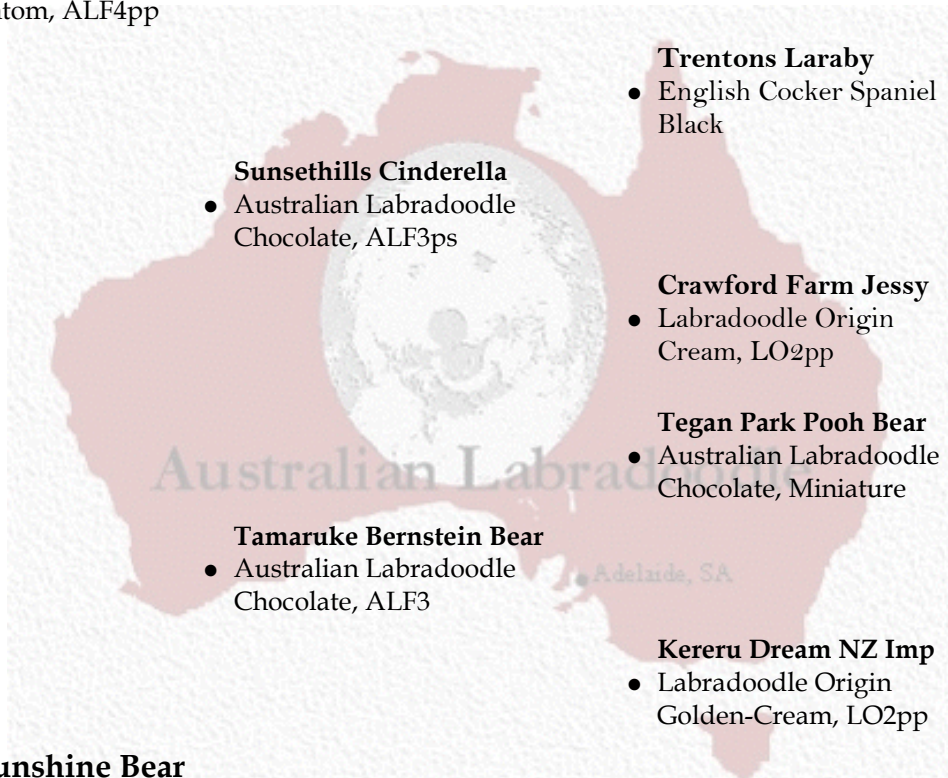 ntom, ALF4pp
Trentons Laraby
• English Cocker Spaniel
Black
Sunsethills Cinderella
• Australian Labradoodle
Chocolate, ALF3ps
Crawford Farm Jessy
• Labradoodle Origin
Cream, LO2pp
Tegan Park Pooh Bear
• Australian Labradoodle
Chocolate, Miniature
Australian Labradoodle
Tamaruke Bernstein Bear
• Australian Labradoodle
Chocolate, ALF3
Adelaide, SA
Kereru Dream NZ Imp
• Labradoodle Origin
Golden-Cream, LO2pp
unshine Bear